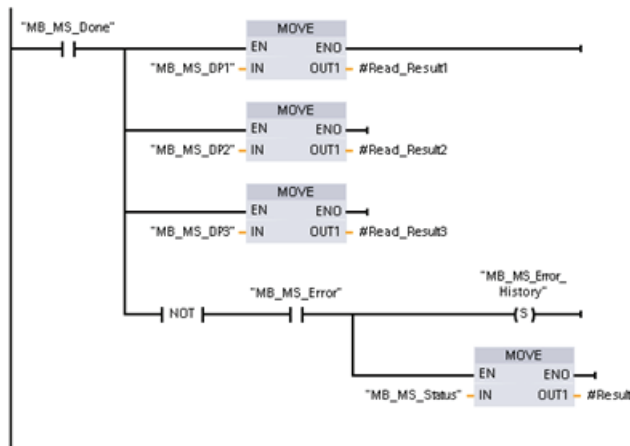 "MB_MS_Done"
MOVE
EN ENO
"MB_MS_DP1" IN OUT1 #Read_Result1
MOVE
EN ENO
"MB_MS_DP2" IN OUT1 #Read_Result2
MOVE
EN ENO
"MB_MS_DP3" IN OUT1 #Read_Result3
"MB_MS_Error_
History"
"MB_MS_Error"
NOT
S
MOVE
EN ENO
"MB_MS_Status" IN OUT1 #Result